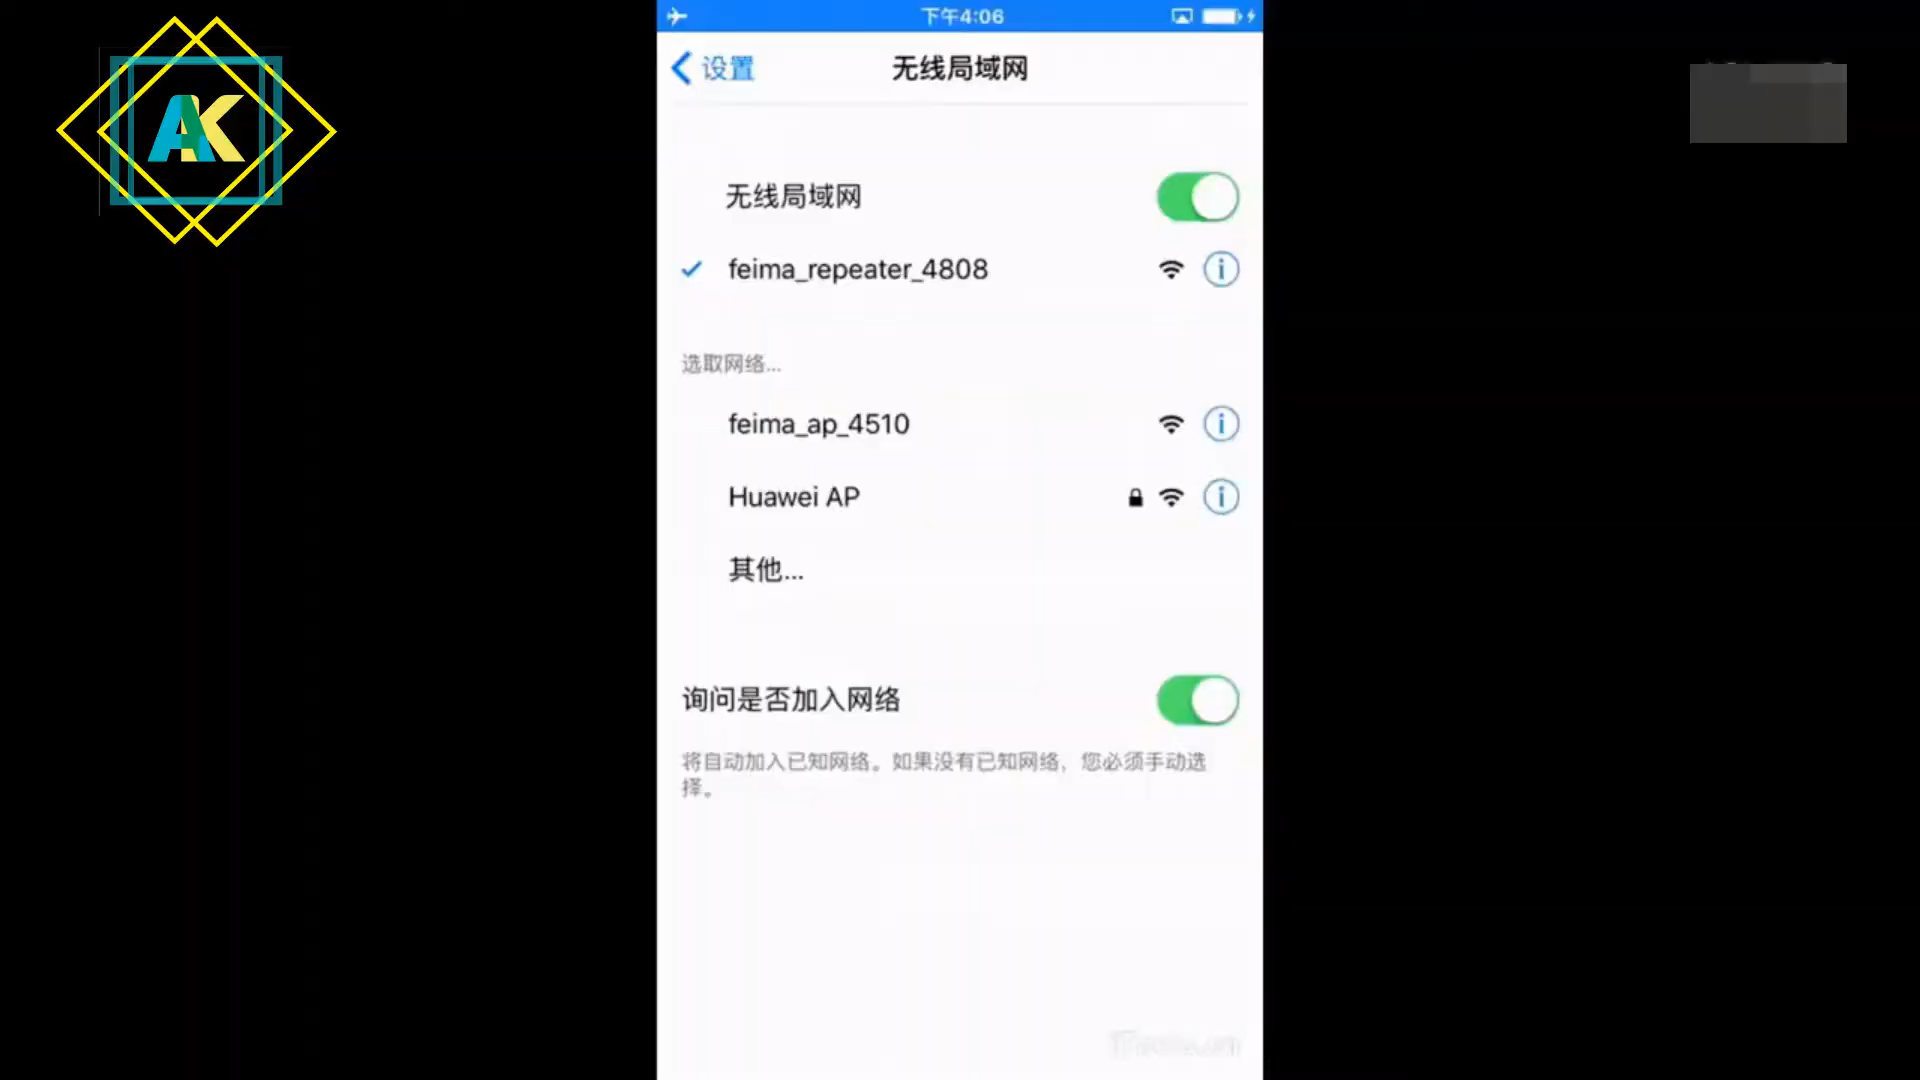 AK
下午4:06
设置
无线局域网
无线局域网
feima_repeater_4808
选取网络...
feima_ap_4510
Huawei AP
其他...
询问是否加入网络
将自动加入已知网络。如果没有已知网络，您必须手动选
择。